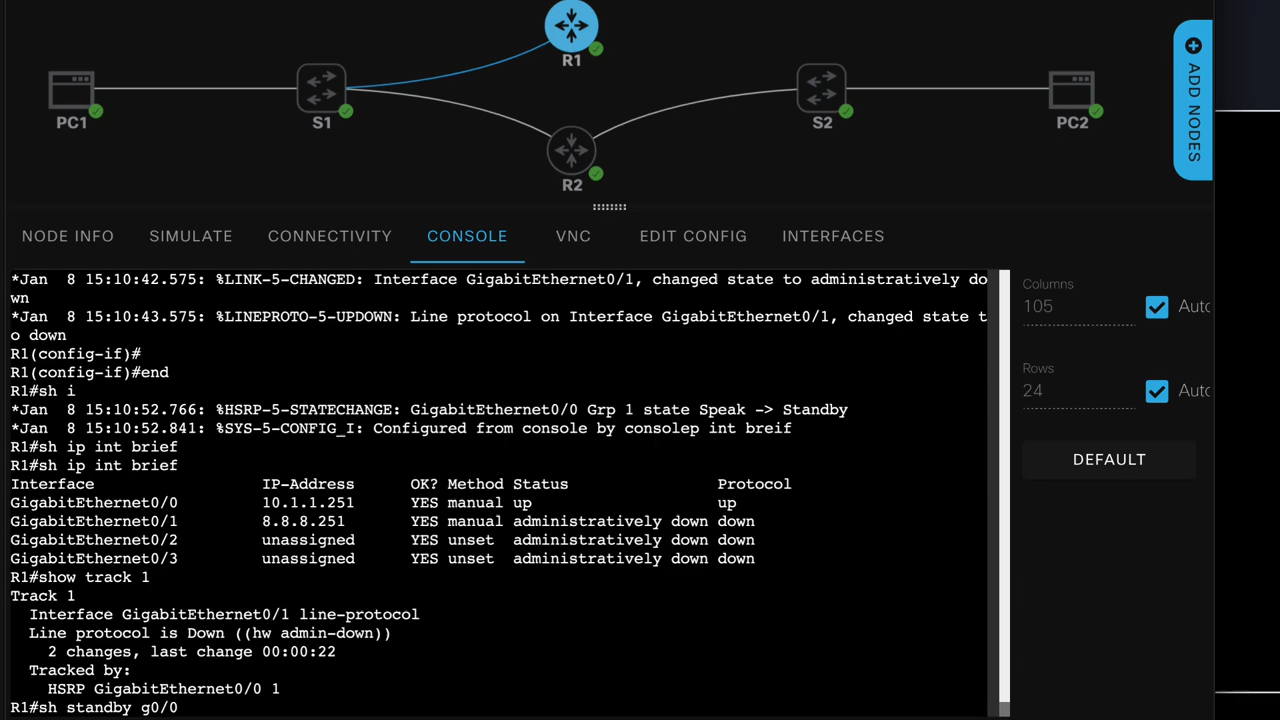 R1
PC1
S1
S2
PC2
R2
ADD NODES
NODE INFO
SIMULATE
CONNECTIVITY
CONSOLE
VNC
EDIT CONFIG
INTERFACES
*Jan  8 15:10:42.575: %LINK-5-CHANGED: Interface GigabitEthernet0/1, changed state to administratively do
wn
*Jan  8 15:10:43.575: %LINEPROTO-5-UPDOWN: Line protocol on Interface GigabitEthernet0/1, changed state t
o down
R1(config-if)#
R1(config-if)#end
R1#sh i
*Jan  8 15:10:52.766: %HSRP-5-STATECHANGE: GigabitEthernet0/0 Grp 1 state Speak -> Standby
*Jan  8 15:10:52.841: %SYS-5-CONFIG_I: Configured from console by consolep int breif
R1#sh ip int brief
R1#sh ip int brief
Interface                  IP-Address      OK? Method Status                Protocol
GigabitEthernet0/0         10.1.1.251      YES manual up                    up
GigabitEthernet0/1         8.8.8.251       YES manual administratively down down
GigabitEthernet0/2         unassigned      YES unset  administratively down down
GigabitEthernet0/3         unassigned      YES unset  administratively down down
R1#show track 1
Track 1
  Interface GigabitEthernet0/1 line-protocol
  Line protocol is Down ((hw admin-down))
    2 changes, last change 00:00:22
  Tracked by:
    HSRP GigabitEthernet0/0 1
R1#sh standby g0/0
Columns
105
Auto
Rows
24
Auto
DEFAULT